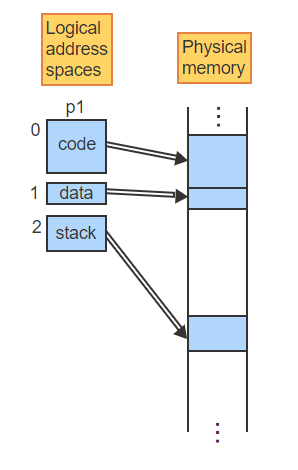 Logical
address
spaces
Physical
memory
p1
0
code
1
data
2
stack
...
...